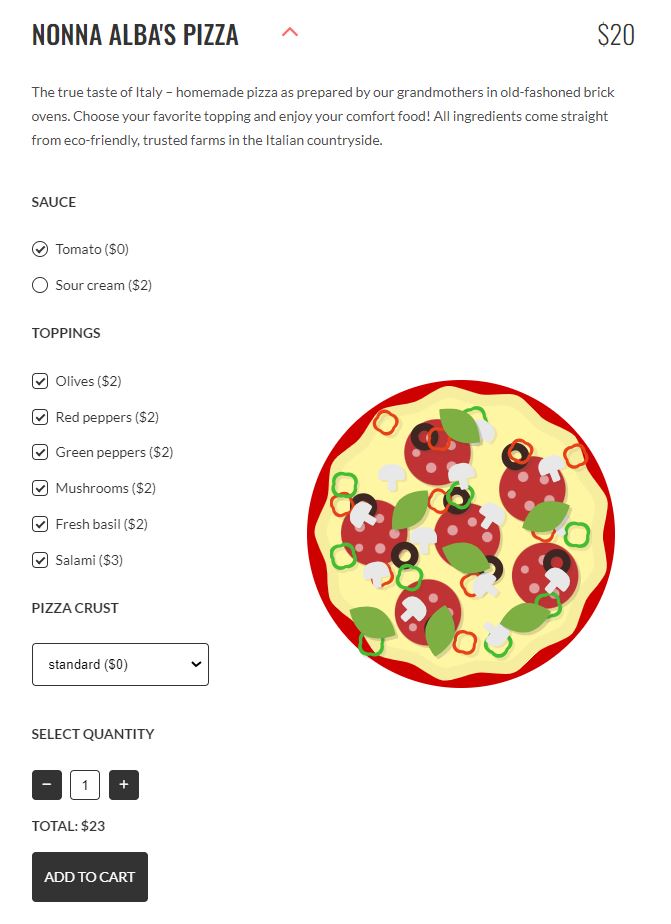 NONNA ALBA'S PIZZA $20
The true taste of Italy – homemade pizza as prepared by our grandmothers in old-fashoned brick
ovens. Choose your favorite topping and enjoy your comfort food! All ingredients come straight
from eco-friendly, trusted farms in the Italian countryside.
SAUCE
Tomato ($0)
Sour cream ($2)
TOPPINGS
Olives ($2)
Red peppers ($2)
Green peppers ($2)
Mushrooms ($2)
Fresh basil ($2)
Salami ($3)
PIZZA CRUST
standard ($0)
SELECT QUANTITY
− 1 +
TOTAL: $23
ADD TO CART